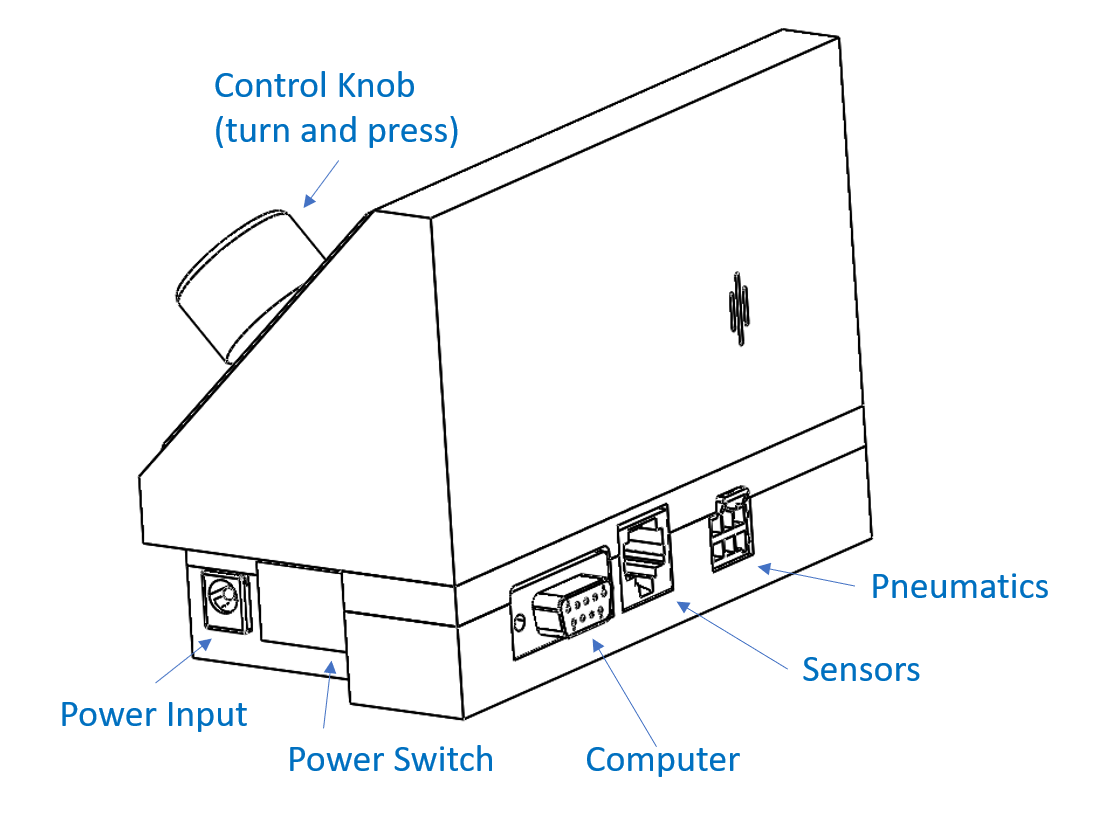 Control Knob
(turn and press)
Pneumatics
Sensors
Power Input
Power Switch
Computer